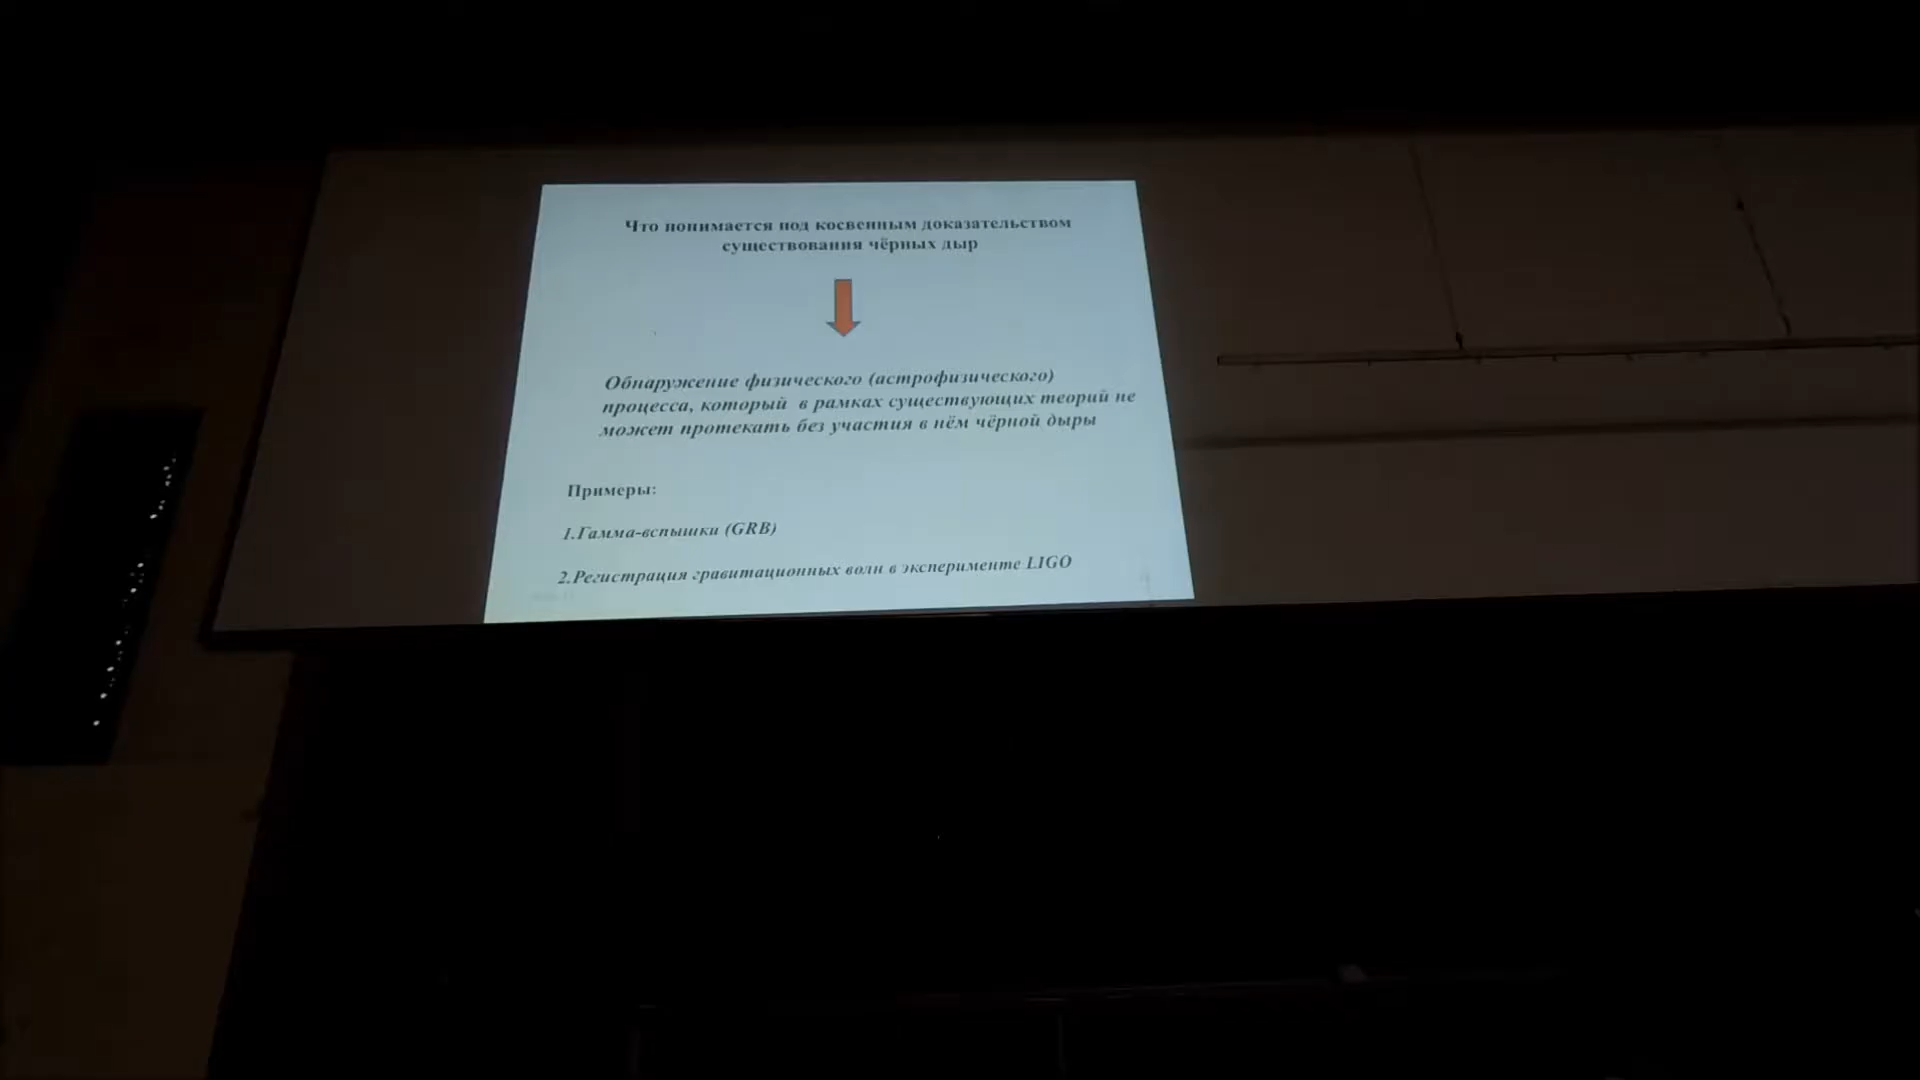 Что понимается под косвенным доказательством
существования чёрных дыр
Обнаружение физического (астрофизического)
процесса, который в рамках существующих теорий не
может протекать без участия в нём чёрной дыры
Примеры:
1.Гамма-вспышки (GRB)
2.Регистрация гравитационных волн в эксперименте LIGO